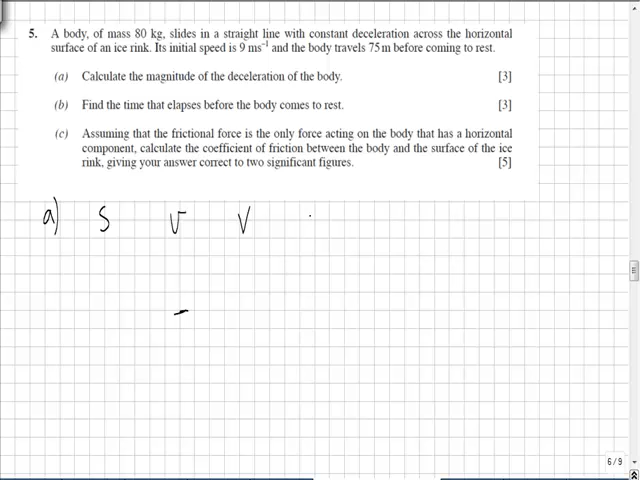 5. A body, of mass 80 kg, slides in a straight line with constant deceleration across the horizontal
surface of an ice rink. Its initial speed is 9 ms⁻¹ and the body travels 75 m before coming to rest.
(a) Calculate the magnitude of the deceleration of the body. [3]
(b) Find the time that elapses before the body comes to rest. [3]
(c) Assuming that the frictional force is the only force acting on the body that has a horizontal
component, calculate the coefficient of friction between the body and the surface of the ice
rink, giving your answer correct to two significant figures. [5]
a) S U V
6 / 9